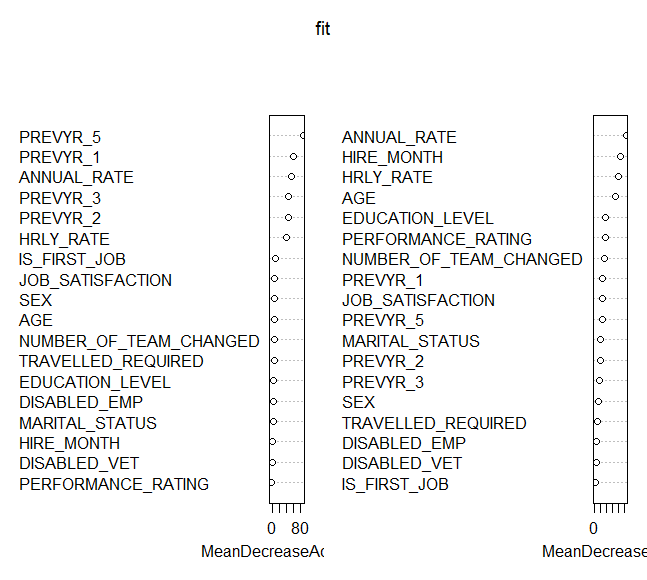 fit
PREVYR_5
PREVYR_1
ANNUAL_RATE
PREVYR_3
PREVYR_2
HRLY_RATE
IS_FIRST_JOB
JOB_SATISFACTION
SEX
AGE
NUMBER_OF_TEAM_CHANGED
TRAVELLED_REQUIRED
EDUCATION_LEVEL
DISABLED_EMP
MARITAL_STATUS
HIRE_MONTH
DISABLED_VET
PERFORMANCE_RATING
0 80
MeanDecreaseAc
ANNUAL_RATE
HIRE_MONTH
HRLY_RATE
AGE
EDUCATION_LEVEL
PERFORMANCE_RATING
NUMBER_OF_TEAM_CHANGED
PREVYR_1
JOB_SATISFACTION
PREVYR_5
MARITAL_STATUS
PREVYR_2
PREVYR_3
SEX
TRAVELLED_REQUIRED
DISABLED_EMP
DISABLED_VET
IS_FIRST_JOB
0
MeanDecrease